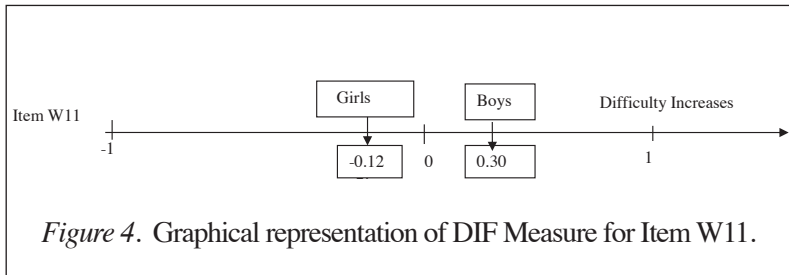 Girls
Boys
Difficulty Increases
Item W11
-1
-0.12
0
0.30
1
Figure 4. Graphical representation of DIF Measure for Item W11.